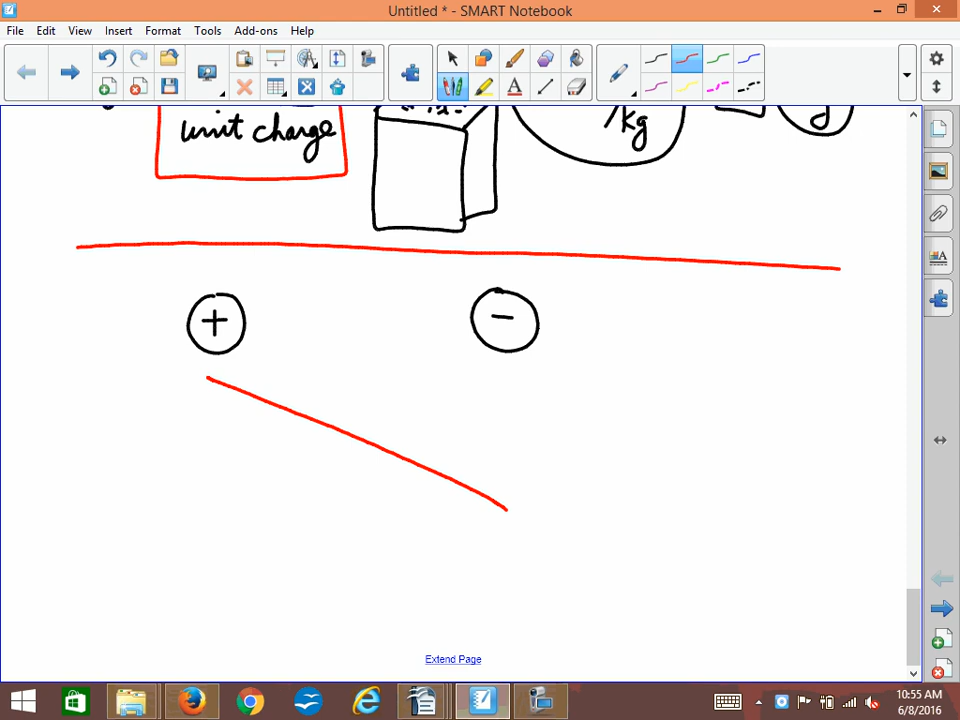 Untitled * - SMART Notebook
File Edit View Insert Format Tools Add-ons Help
unit charge
/kg
g
+
-
Extend Page
10:55 AM
6/8/2016